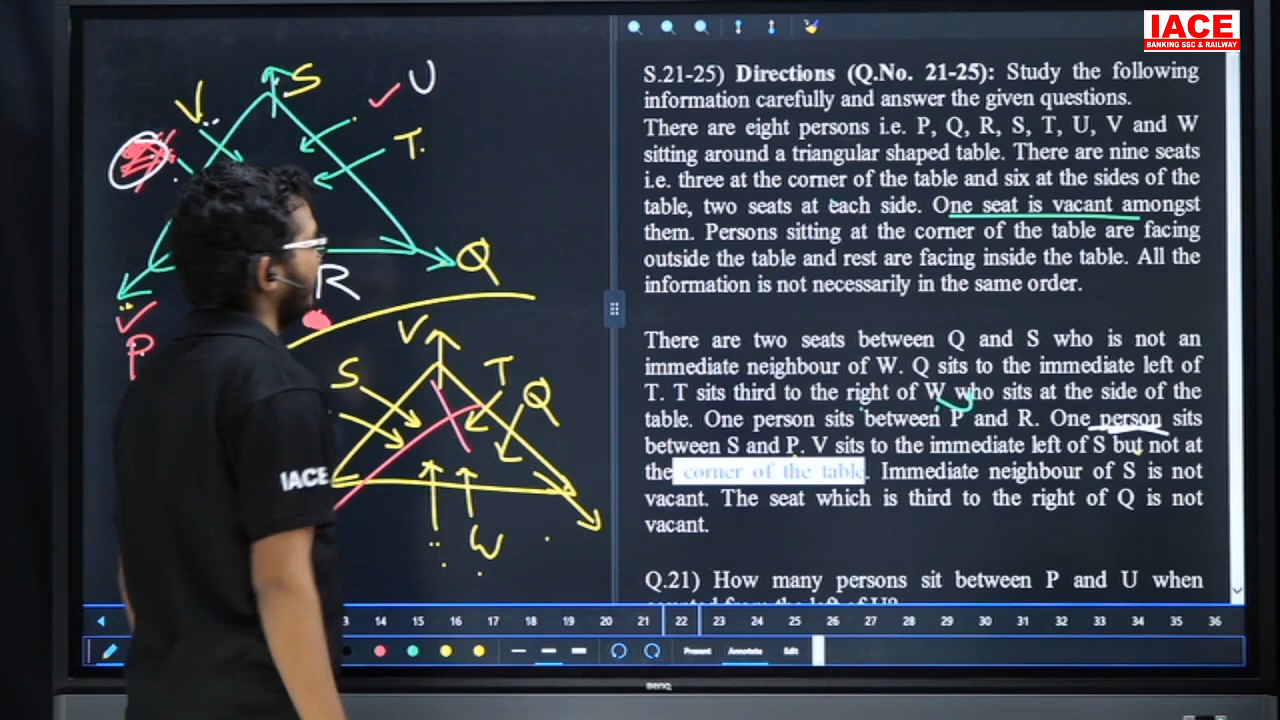 IACE
BANKING SSC & RAILWAY
S.21-25) Directions (Q.No. 21-25): Study the following
information carefully and answer the given questions.
There are eight persons i.e. P, Q, R, S, T, U, V and W
sitting around a triangular shaped table. There are nine seats
i.e. three at the corner of the table and six at the sides of the
table, two seats at each side. One seat is vacant amongst
them. Persons sitting at the corner of the table are facing
outside the table and rest are facing inside the table. All the
information is not necessarily in the same order.
There are two seats between Q and S who is not an
immediate neighbour of W. Q sits to the immediate left of
T. T sits third to the right of W who sits at the side of the
table. One person sits between P and R. One person sits
between S and P. V sits to the immediate left of S but not at
the corner of the table. Immediate neighbour of S is not
vacant. The seat which is third to the right of Q is not
vacant.
Q.21) How many persons sit between P and U when
S
U
V
T
Q
R
P
V
S
T
Q
W
IACE
3 14 15 16 17 18 19 20 21 22 23 24 25 26 27 28 29 30 31 32 33 34 35 36
Present Annotate Edit
BenQ